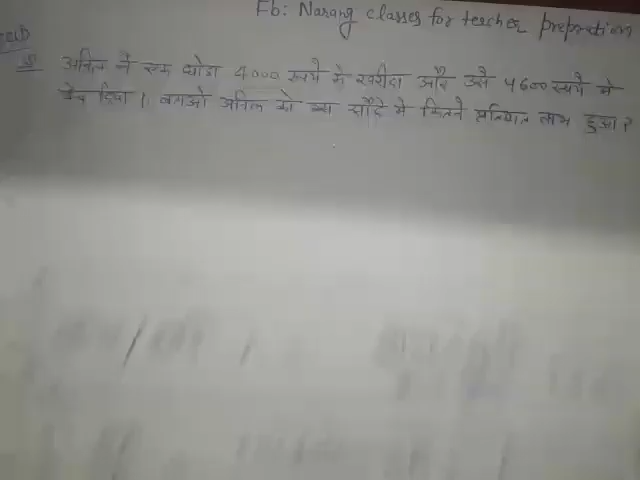 Fb: Narang classes for teacher prepration
अनिल ने एक घोडा 4000 रूपये मे खरीदा और उसे 4600 रूपये मे
बेच दिया। बताओ अनिल को इस सौदे मे कितने प्रतिशत लाभ हुआ?